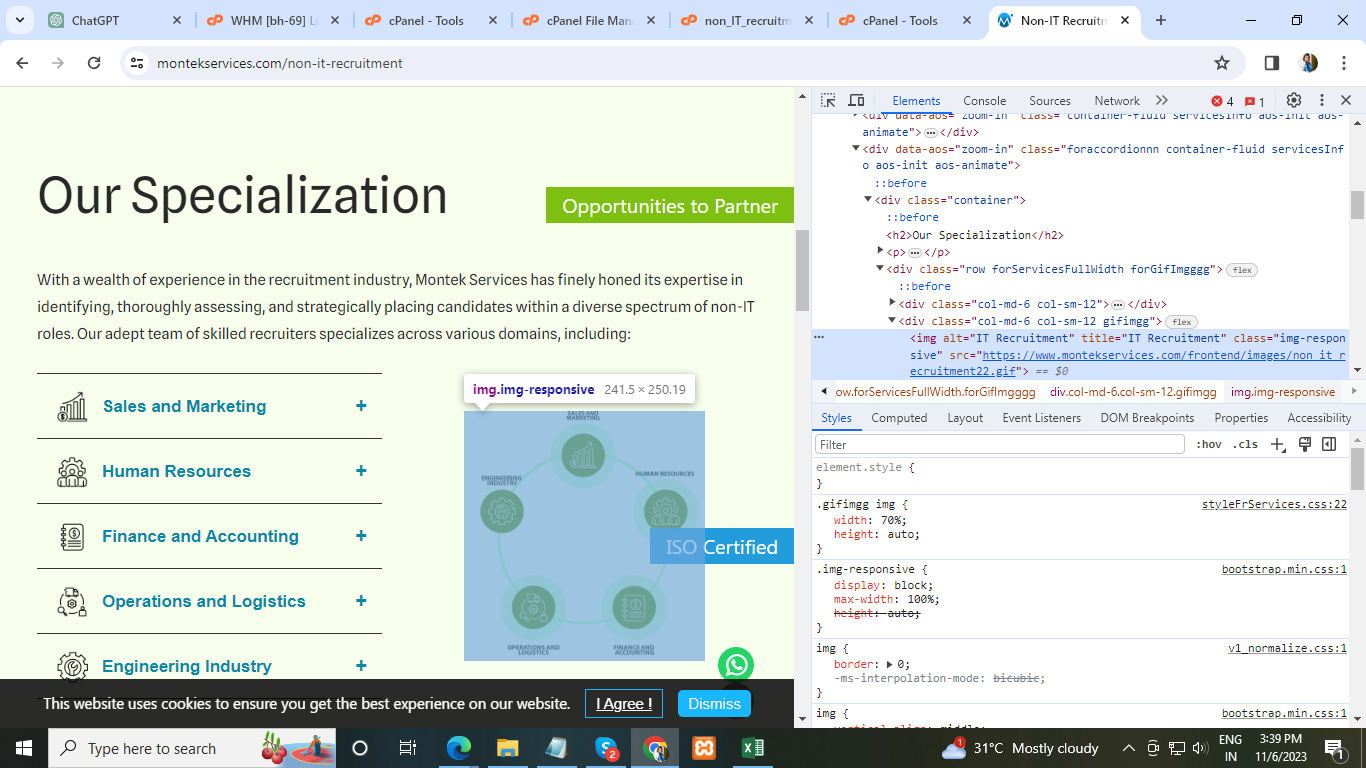 ChatGPT
WHM [bh-69] Li
cPanel - Tools
cPanel File Man
non_IT_recruitm
cPanel - Tools
Non-IT Recruitm
montekservices.com/non-it-recruitment
Our Specialization
Opportunities to Partner
With a wealth of experience in the recruitment industry, Montek Services has finely honed its expertise in
identifying, thoroughly assessing, and strategically placing candidates within a diverse spectrum of non-IT
roles. Our adept team of skilled recruiters specializes across various domains, including:
Sales and Marketing +
Human Resources +
Finance and Accounting +
Operations and Logistics +
Engineering Industry +
img.img-responsive 241.5 × 250.19
SALES AND
MARKETING
ENGINEERING
INDUSTRY
HUMAN RESOURCES
OPERATIONS AND
LOGISTICS
FINANCE AND
ACCOUNTING
ISO Certified
This website uses cookies to ensure you get the best experience on our website. I Agree ! Dismiss
Elements Console Sources Network 4 1
<div data-aos="zoom-in" class="container-fluid servicesInfo aos-init aos-
animate"> … </div>
<div data-aos="zoom-in" class="foraccordionnn container-fluid servicesInf
o aos-init aos-animate">
::before
<div class="container">
::before
<h2>Our Specialization</h2>
<p> … </p>
<div class="row forServicesFullWidth forGifImgggg"> flex
::before
<div class="col-md-6 col-sm-12"> … </div>
<div class="col-md-6 col-sm-12 gifimgg"> flex
<img alt="IT Recruitment" title="IT Recruitment" class="img-respon
sive" src="https://www.montekservices.com/frontend/images/non_it_r
ecruitment22.gif"> == $0
ow.forServicesFullWidth.forGifImgggg div.col-md-6.col-sm-12.gifimgg img.img-responsive
Styles Computed Layout Event Listeners DOM Breakpoints Properties Accessibility
Filter :hov .cls
element.style {
}
.gifimgg img { styleFrServices.css:22
width: 70%;
height: auto;
}
.img-responsive { bootstrap.min.css:1
display: block;
max-width: 100%;
height: auto;
}
img { v1_normalize.css:1
border: 0;
-ms-interpolation-mode: bicubic;
}
img { bootstrap.min.css:1
vertical-align: middle;
Type here to search
2
1
31°C Mostly cloudy
ENG
IN
3:39 PM
11/6/2023
1